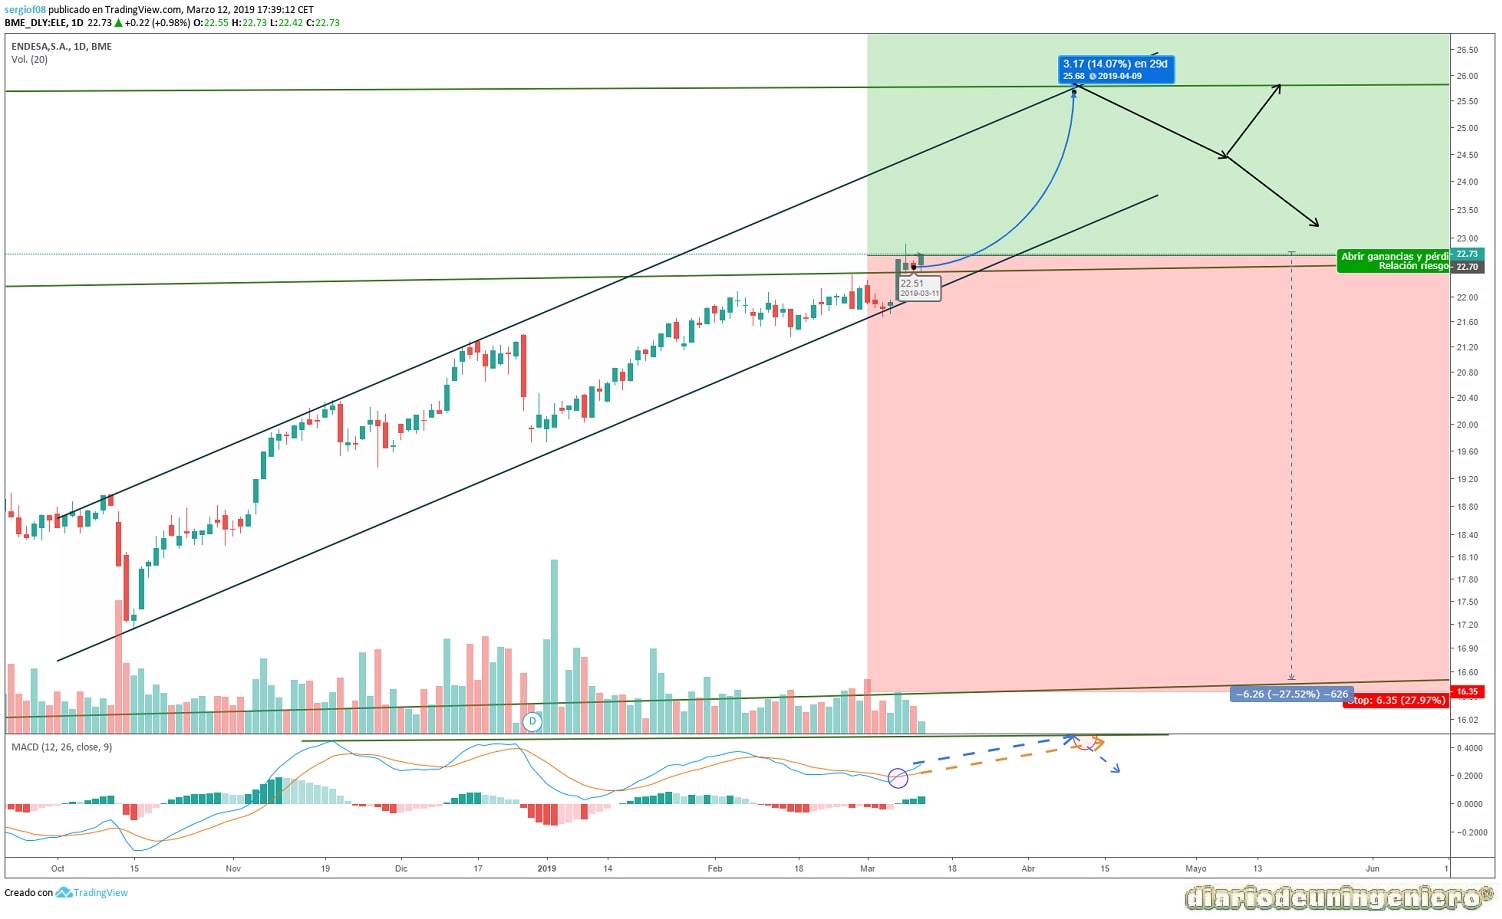 sergiof08 publicado en TradingView.com, Marzo 12, 2019 17:39:12 CET
BME_DLY:ELE, 1D 22.73 ▲ +0.22 (+0.98%) O:22.55 H:22.73 L:22.42 C:22.73
ENDESA,S.A., 1D, BME
Vol. (20)
3.17 (14.07%) en 29d
25.68 2019-04-09
26.50
26.00
25.50
25.00
24.50
24.00
23.50
23.00
22.73
22.70
22.00
21.60
21.20
20.80
20.40
20.00
19.60
19.20
18.80
18.40
18.10
17.80
17.50
17.20
16.90
16.60
16.35
16.02
Abrir ganancias y pérdi
Relación riesgo
22.51
2019-03-11
−6.26 (−27.52%) −626
Stop: 6.35 (27.97%)
D
MACD (12, 26, close, 9)
0.4000
0.2000
0.0000
−0.2000
Oct 15 Nov 19 Dic 17 2019 14 Feb 18 Mar 18 Abr 15 Mayo 13 Jun 1
Creado con TradingView
diariodeuningeniero